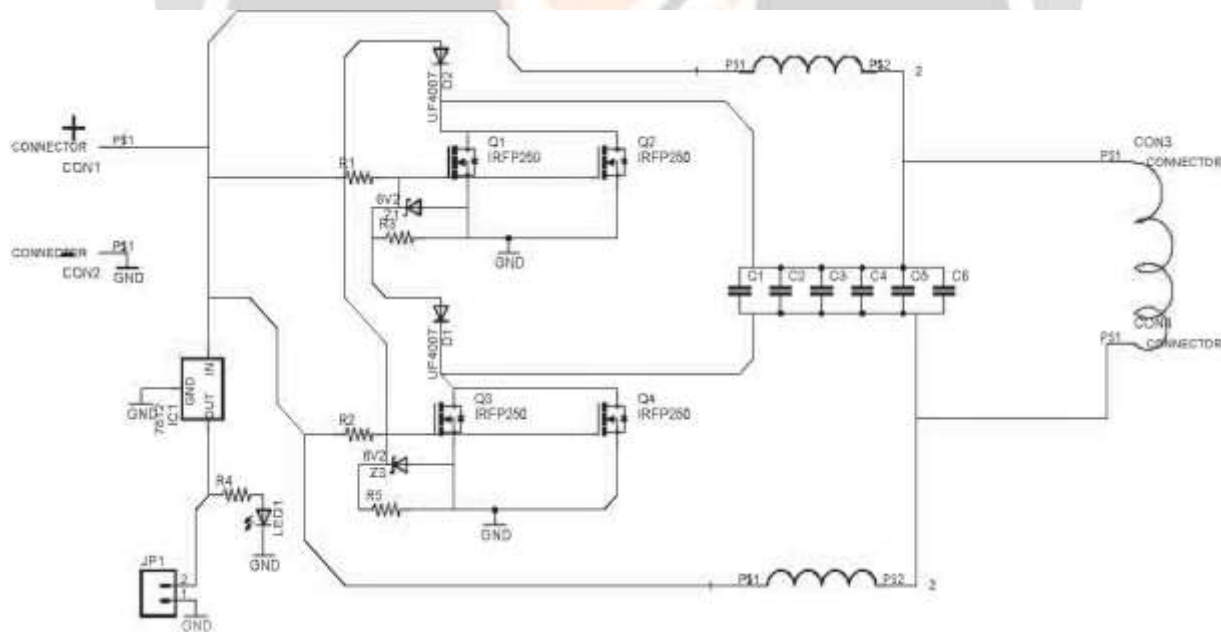 P$1
P$2
1
2
UF4007
D2
+
CONNECTOR
P$1
CON1
R1
Q1
IRFP250
Q2
IRFP250
CON3
P$1
CONNECTOR
6V2
Z1
R3
GND
CONNECTOR
-
P$1
CON2
GND
C1
C2
C3
C4
C5
C6
UF4007
D1
CON4
P$1
CONNECTOR
GND
IN
OUT
GND
7812
IC1
Q3
IRFP250
Q4
IRFP250
R2
6V2
Z3
R4
R5
LED1
GND
GND
JP1
2
1
GND
1
P$1
P$2
2